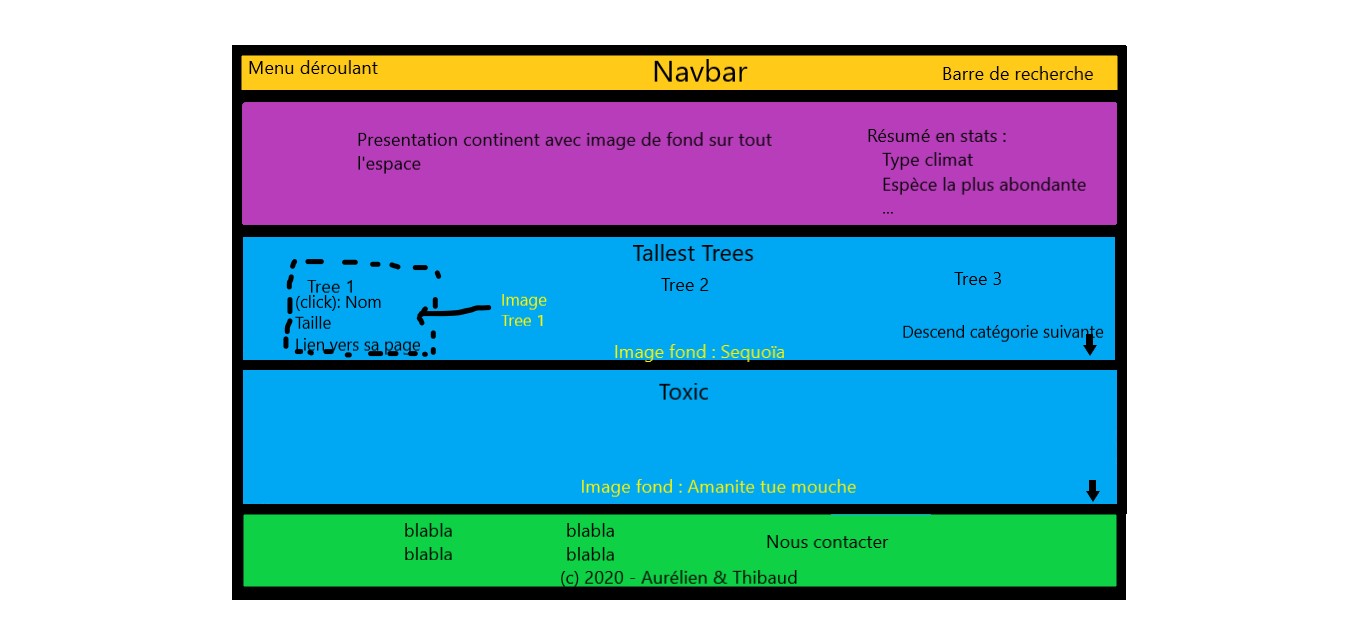 Menu déroulant
Navbar
Barre de recherche
Presentation continent avec image de fond sur tout
l'espace
Résumé en stats :
Type climat
Espèce la plus abondante
...
Tallest Trees
Tree 1
(click): Nom
Taille
Lien vers sa page
Image
Tree 1
Tree 2
Tree 3
Descend catégorie suivante
Image fond : Sequoïa
Toxic
Image fond : Amanite tue mouche
blabla
blabla
blabla
blabla
Nous contacter
(c) 2020 - Aurélien & Thibaud